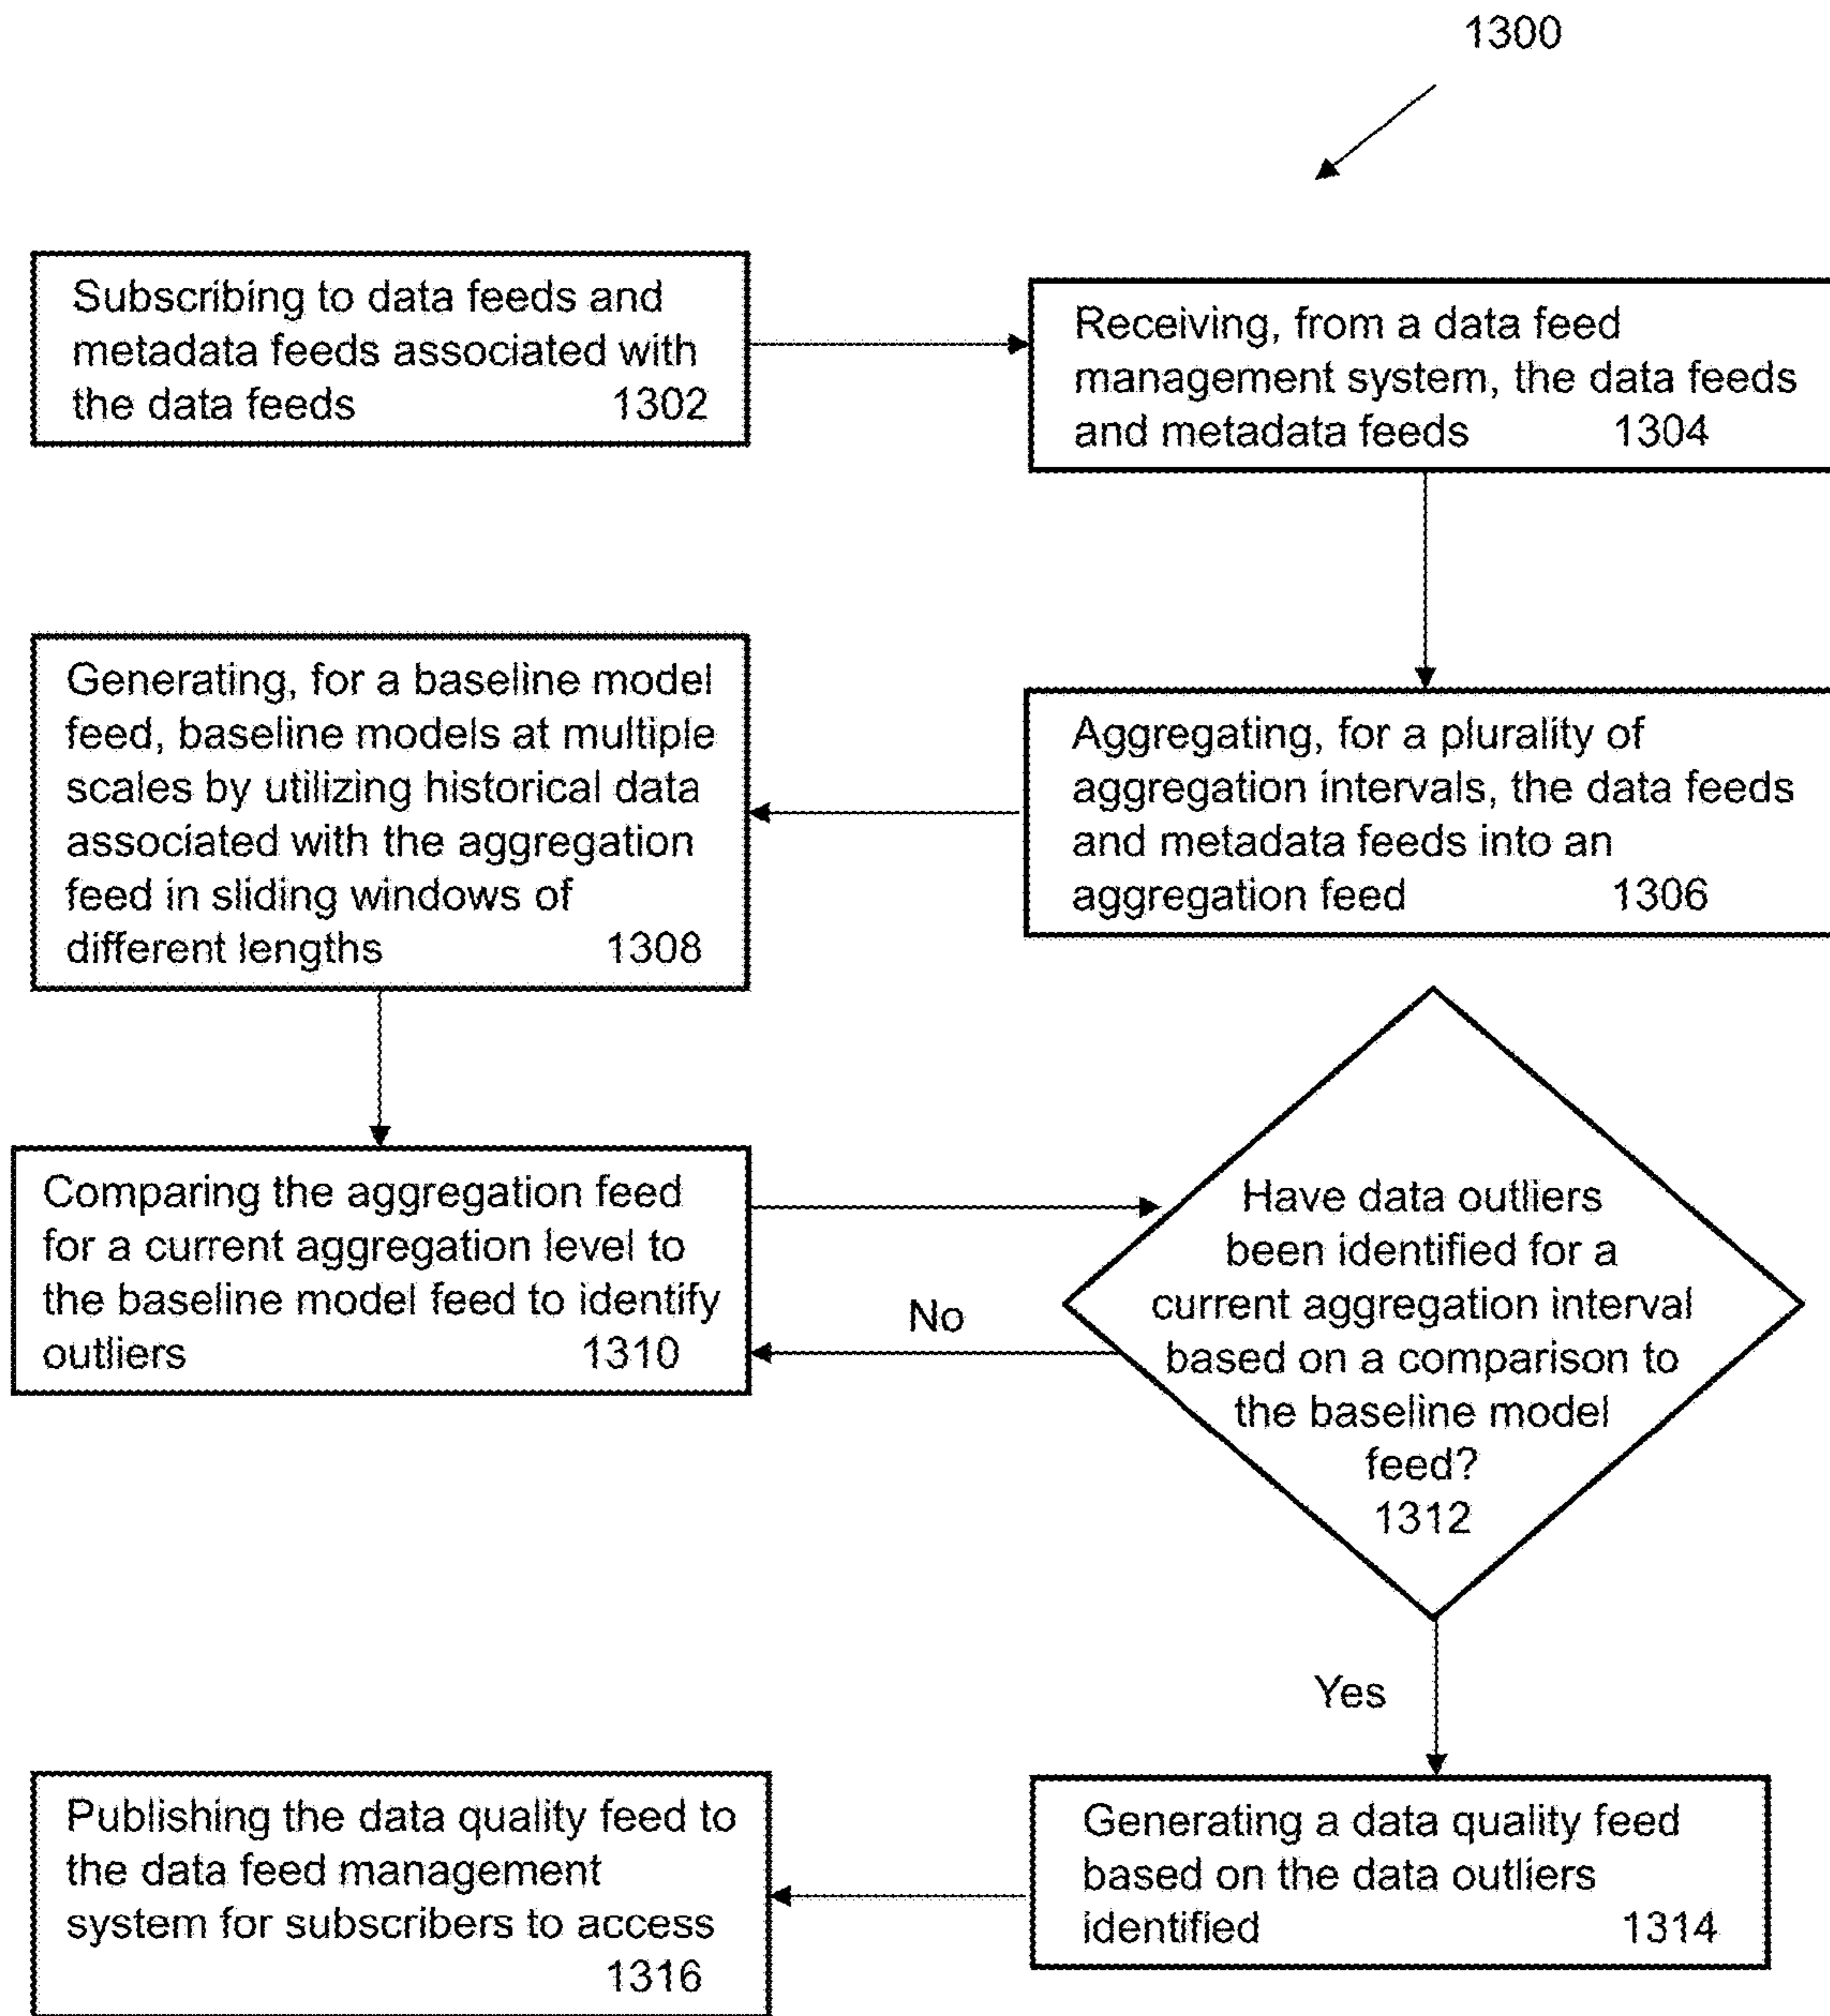 1300
Subscribing to data feeds and
metadata feeds associated with
the data feeds 1302
Receiving, from a data feed
management system, the data feeds
and metadata feeds 1304
Aggregating, for a plurality of
aggregation intervals, the data feeds
and metadata feeds into an
aggregation feed 1306
Generating, for a baseline model
feed, baseline models at multiple
scales by utilizing historical data
associated with the aggregation
feed in sliding windows of
different lengths 1308
Comparing the aggregation feed
for a current aggregation level to
the baseline model feed to identify
outliers 1310
No
Have data outliers
been identified for a
current aggregation interval
based on a comparison to
the baseline model
feed?
1312
Yes
Generating a data quality feed
based on the data outliers
identified 1314
Publishing the data quality feed to
the data feed management
system for subscribers to access
1316